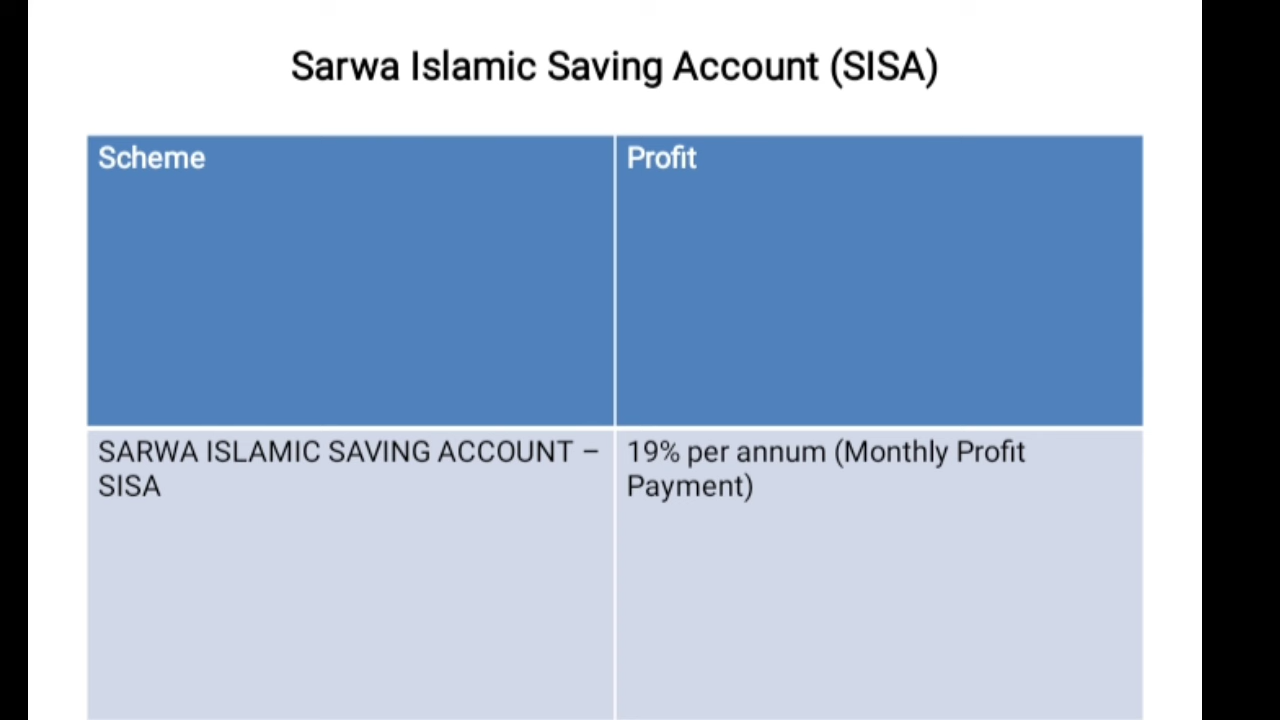 Sarwa Islamic Saving Account (SISA)
Scheme
Profit
SARWA ISLAMIC SAVING ACCOUNT –
SISA
19% per annum (Monthly Profit
Payment)